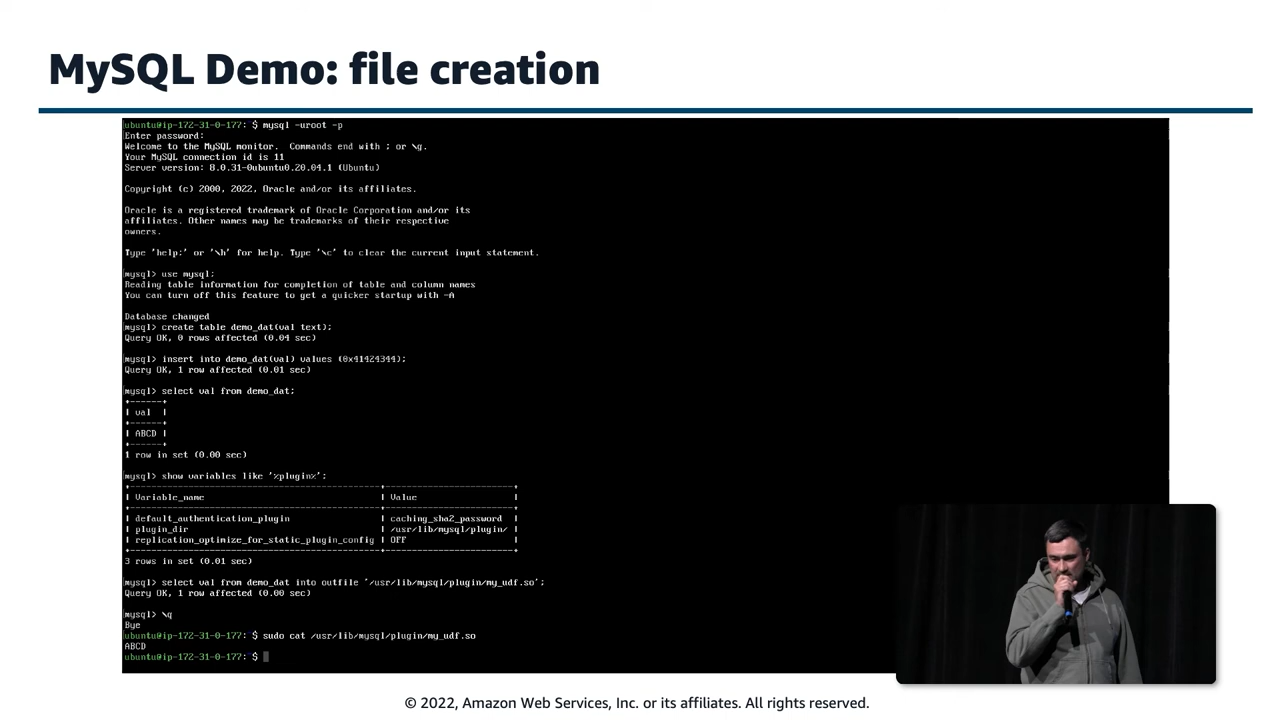 MySQL Demo: file creation
ubuntu@ip-172-31-0-177:~$ mysql -uroot -p
Enter password:
Welcome to the MySQL monitor.  Commands end with ; or \g.
Your MySQL connection id is 11
Server version: 8.0.31-0ubuntu0.20.04.1 (Ubuntu)
Copyright (c) 2000, 2022, Oracle and/or its affiliates.
Oracle is a registered trademark of Oracle Corporation and/or its
affiliates. Other names may be trademarks of their respective
owners.
Type 'help;' or '\h' for help. Type '\c' to clear the current input statement.
mysql> use mysql;
Reading table information for completion of table and column names
You can turn off this feature to get a quicker startup with -A
Database changed
mysql> create table demo_dat(val text);
Query OK, 0 rows affected (0.04 sec)
mysql> insert into demo_dat(val) values (0x41424344);
Query OK, 1 row affected (0.01 sec)
mysql> select val from demo_dat;
+------+
| val  |
+------+
| ABCD |
+------+
1 row in set (0.00 sec)
mysql> show variables like '%plugin%';
+-----------------------------------------------+------------------------+
| Variable_name                                 | Value                  |
+-----------------------------------------------+------------------------+
| default_authentication_plugin                 | caching_sha2_password  |
| plugin_dir                                    | /usr/lib/mysql/plugin/ |
| replication_optimize_for_static_plugin_config | OFF                    |
+-----------------------------------------------+------------------------+
3 rows in set (0.01 sec)
mysql> select val from demo_dat into outfile '/usr/lib/mysql/plugin/my_udf.so';
Query OK, 1 row affected (0.00 sec)
mysql> \q
Bye
ubuntu@ip-172-31-0-177:~$ sudo cat /usr/lib/mysql/plugin/my_udf.so
ABCD
ubuntu@ip-172-31-0-177:~$
© 2022, Amazon Web Services, Inc. or its affiliates. All rights reserved.